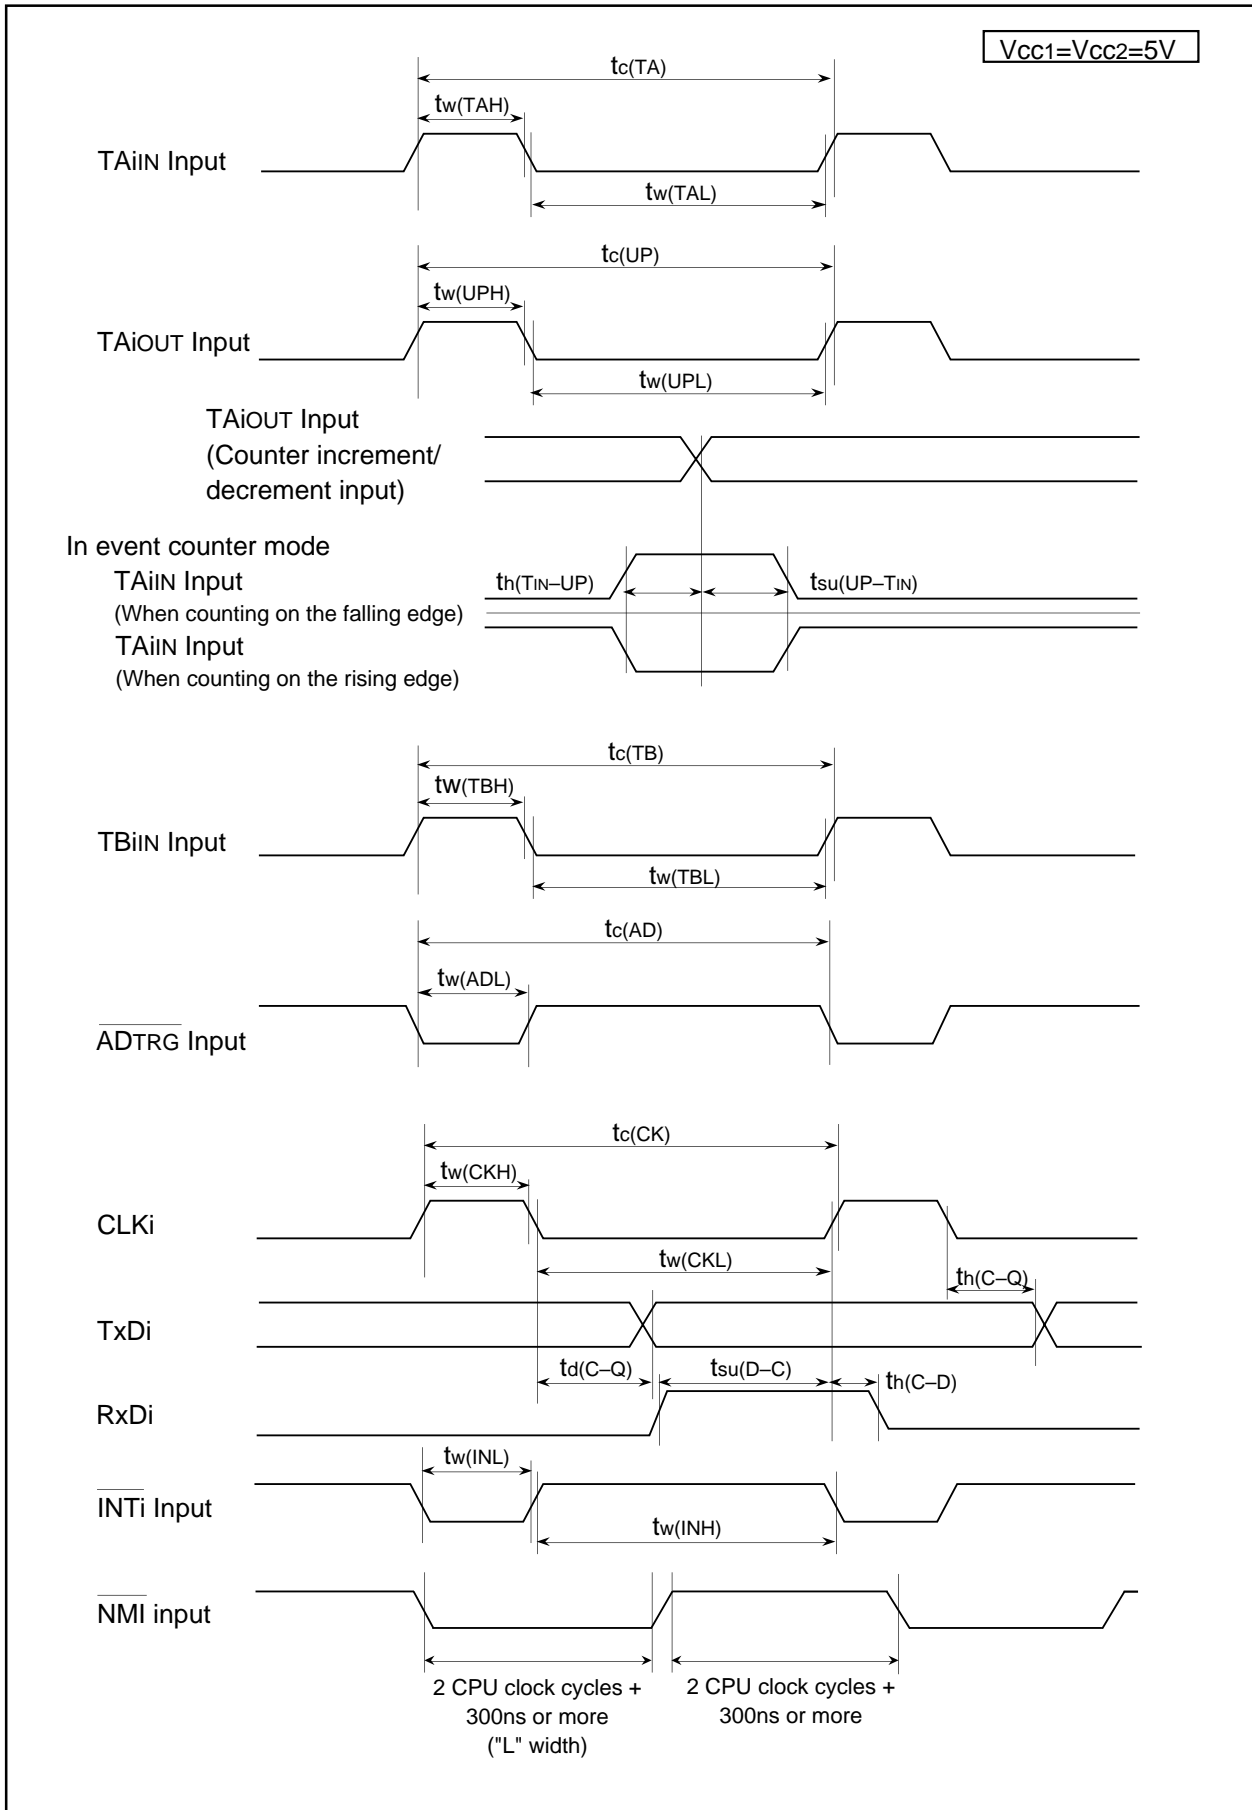 Vcc1=Vcc2=5V
tc(TA)
tw(TAH)
TAiIN Input
tw(TAL)
tc(UP)
tw(UPH)
TAiOUT Input
tw(UPL)
TAiOUT Input
(Counter increment/
decrement input)
In event counter mode
TAiIN Input
th(TIN–UP)
tsu(UP–TIN)
(When counting on the falling edge)
TAiIN Input
(When counting on the rising edge)
tc(TB)
tw(TBH)
TBiIN Input
tw(TBL)
tc(AD)
tw(ADL)
ADTRG Input
tc(CK)
tw(CKH)
CLKi
tw(CKL)
th(C–Q)
TxDi
td(C–Q)
tsu(D–C)
th(C–D)
RxDi
tw(INL)
INTi Input
tw(INH)
NMI input
2 CPU clock cycles +
300ns or more
("L" width)
2 CPU clock cycles +
300ns or more